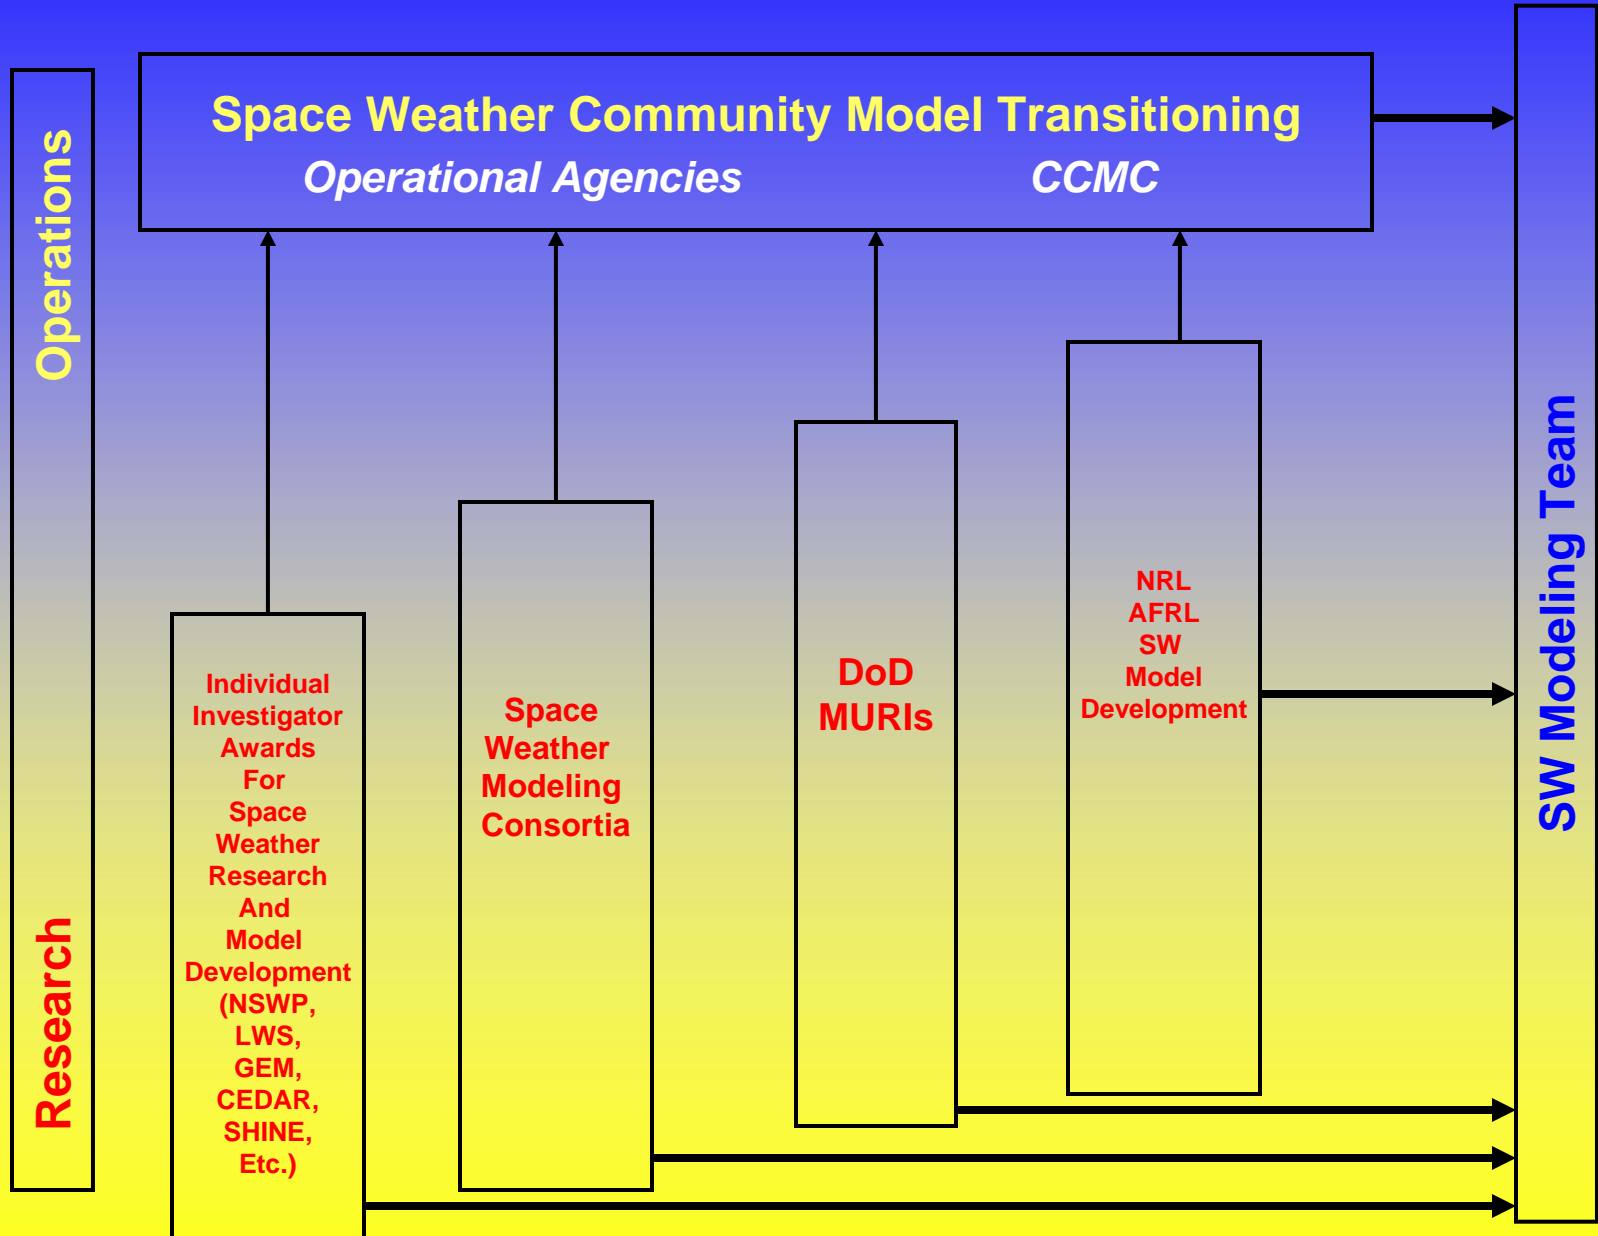 Operations
Research
Space Weather Community Model Transitioning
Operational Agencies CCMC
Individual
Investigator
Awards
For
Space
Weather
Research
And
Model
Development
(NSWP,
LWS,
GEM,
CEDAR,
SHINE,
Etc.)
Space
Weather
Modeling
Consortia
DoD
MURIs
NRL
AFRL
SW
Model
Development
SW Modeling Team